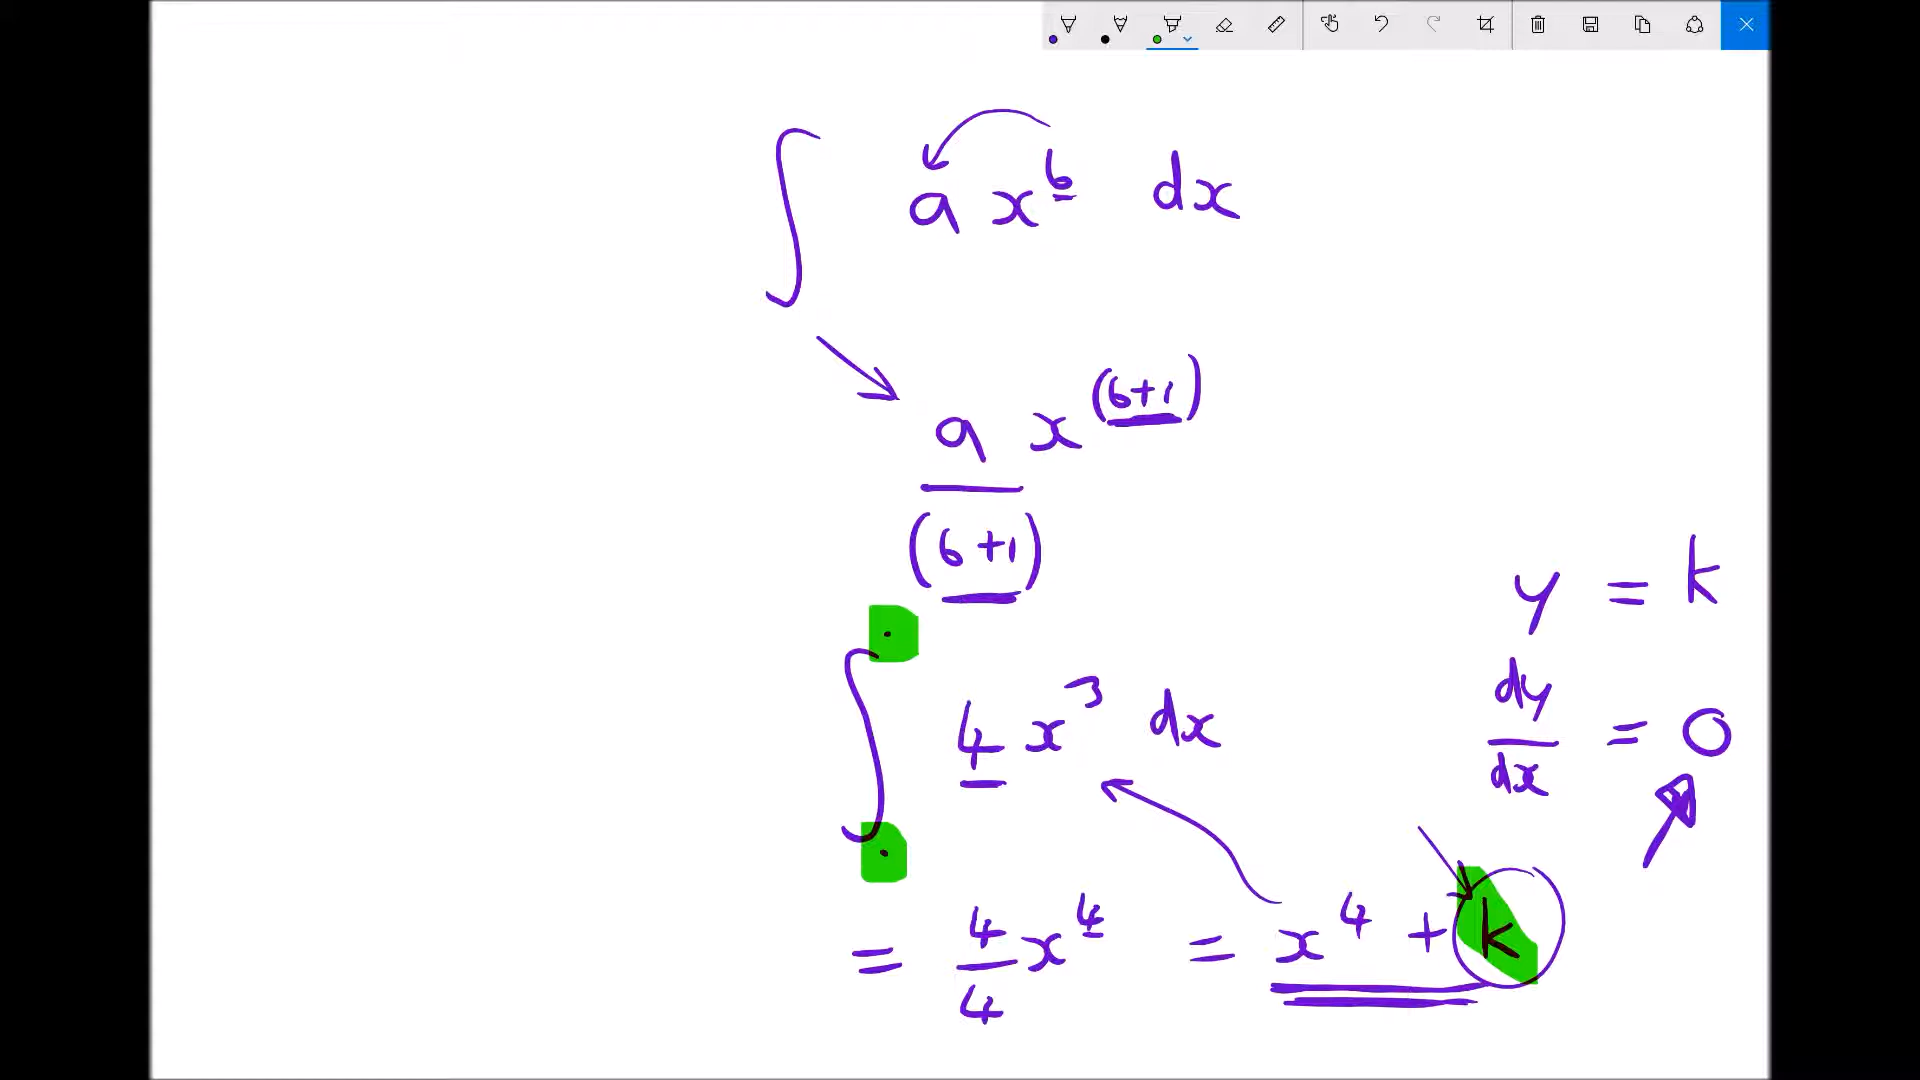 ∫ a x^b dx
a x^(b+1)
(b+1)
y = k
∫ 4 x^3 dx
dy/dx = 0
= 4/4 x^4 = x^4 + k